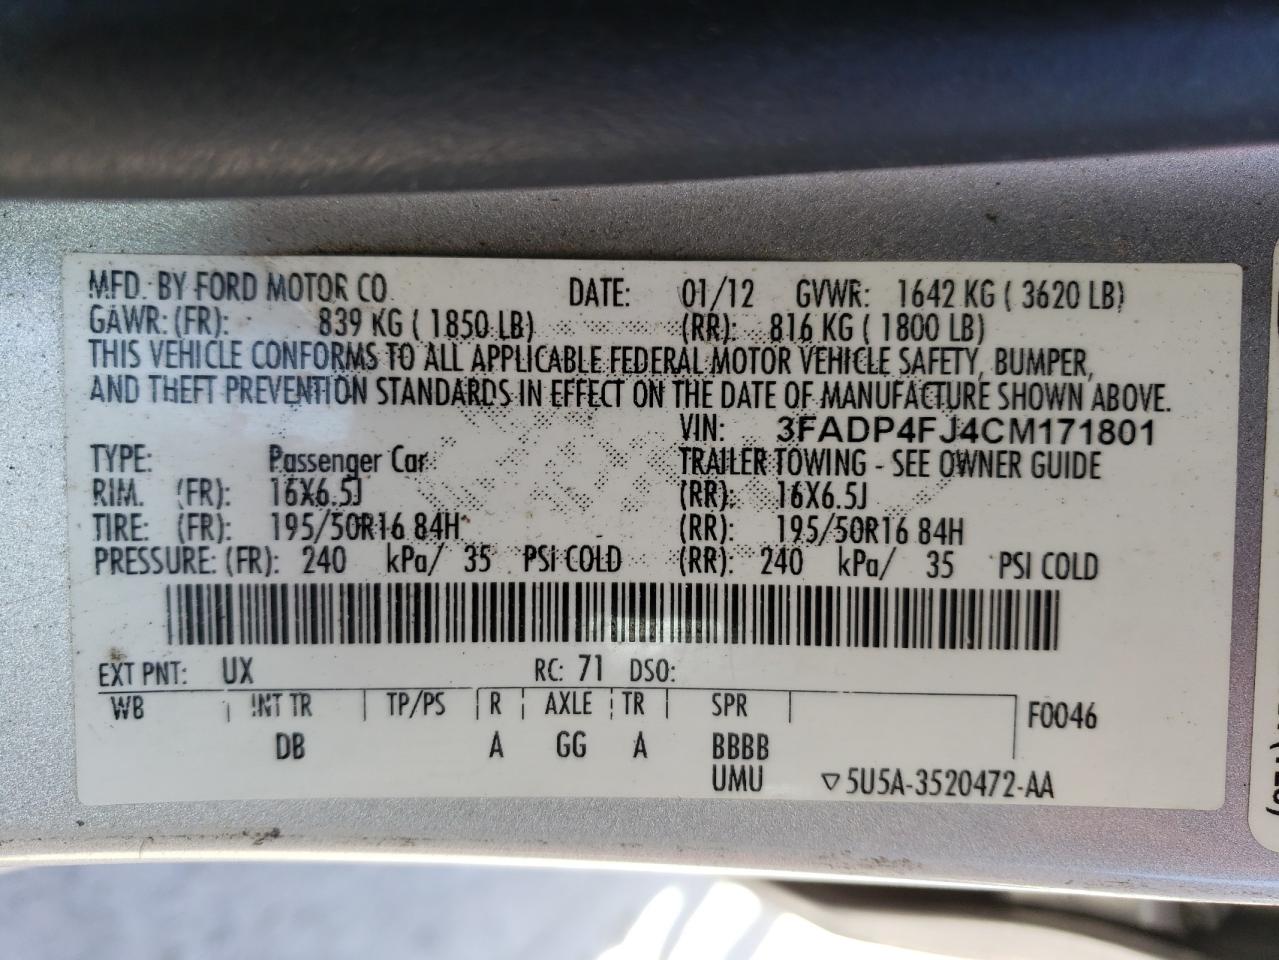 MFD. BY FORD MOTOR CO DATE: 01/12 GVWR: 1642 KG ( 3620 LB)
GAWR: (FR): 839 KG ( 1850 LB) (RR): 816 KG ( 1800 LB)
THIS VEHICLE CONFORMS TO ALL APPLICABLE FEDERAL MOTOR VEHICLE SAFETY, BUMPER,
AND THEFT PREVENTION STANDARDS IN EFFECT ON THE DATE OF MANUFACTURE SHOWN ABOVE.
VIN: 3FADP4FJ4CM171801
TYPE: Passenger Car TRAILER TOWING - SEE OWNER GUIDE
RIM. (FR): 16X6.5J (RR): 16X6.5J
TIRE: (FR): 195/50R16 84H (RR): 195/50R16 84H
PRESSURE: (FR): 240 kPa/ 35 PSI COLD (RR): 240 kPa/ 35 PSI COLD
EXT PNT: UX RC: 71 DSO:
WB | INT TR | TP/PS | R | AXLE | TR | SPR | F0046
DB A GG A BBBB
UMU ▽5U5A-3520472-AA